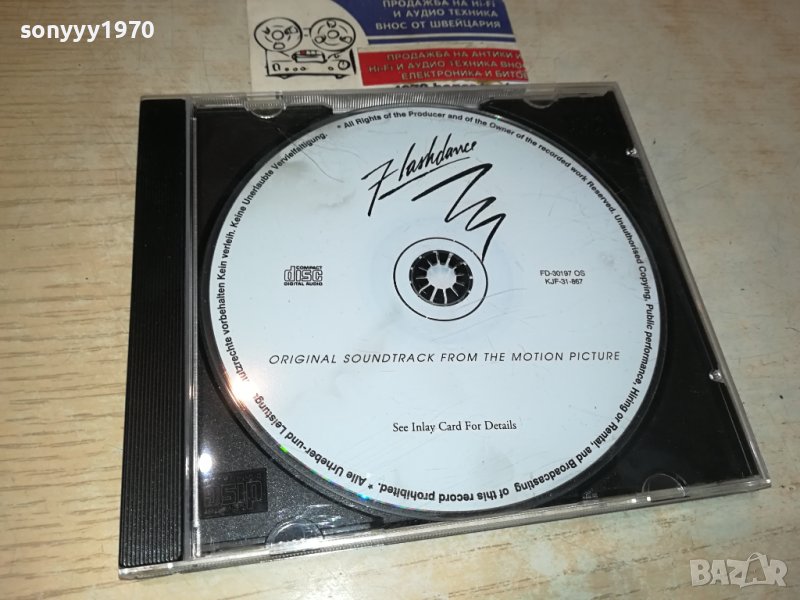 sonyyy1970
ПРОДАЖБА НА Hi-Fi
И АУДИО ТЕХНИКА
ВНОС ОТ ШВЕЙЦАРИЯ
ПРОДАЖБА НА АНТИКИ И
Hi-Fi И АУДИО ТЕХНИКА ВНОС
ЕЛЕКТРОНИКА И БИТОВ
* All Rights of the Producer and of the Owner of the recorded work Reserved. Unauthorised Copying, Public performance, Hiring or Rental, and Broadcasting of this record prohibited. * Alle Urheber-und Leistungsschutzrechte vorbehalten Kein verleih. Keine Unerlaubte Vervielfaltigung.
Flashdance
COMPACT
disc
DIGITAL AUDIO
FD-30197 OS
KJF-31-867
ORIGINAL SOUNDTRACK FROM THE MOTION PICTURE
See Inlay Card For Details
BAZAR